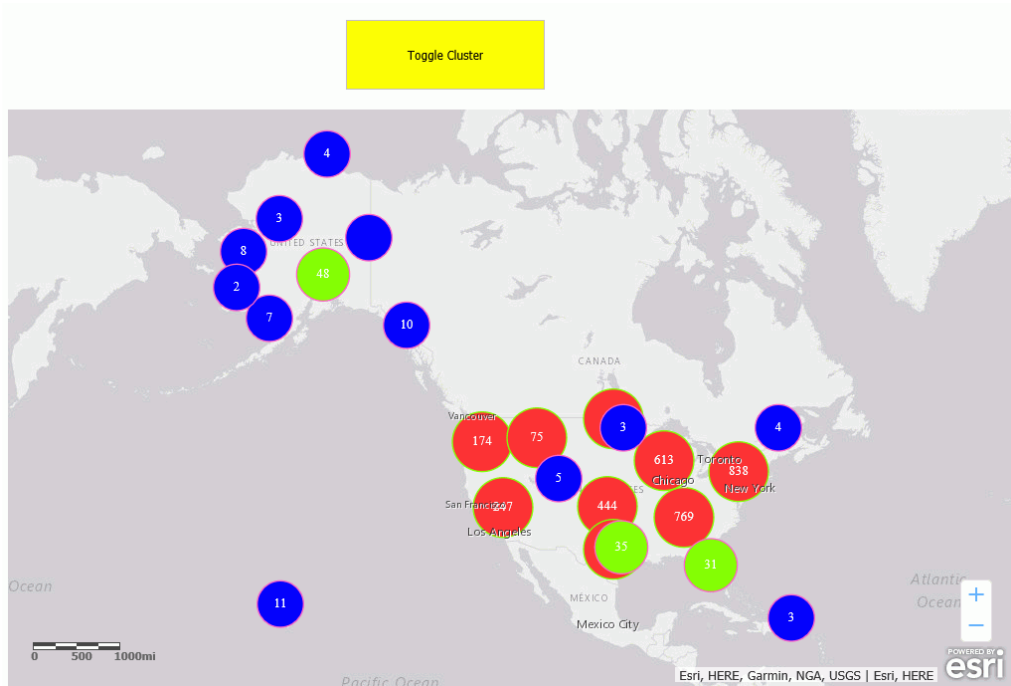 Toggle Cluster
4
3
8
UNITED STATES
48
2
7
10
CANADA
Vancouver
174
75
3
4
613
Toronto
838
5
Chicago
New York
ES
San Francisco
247
444
769
Los Angeles
35
31
Ocean
Atlantic
Ocean
11
MÉXICO
3
Mexico City
+
−
0 500 1000mi
Pacific Ocean
Esri, HERE, Garmin, NGA, USGS | Esri, HERE
POWERED BY
esri